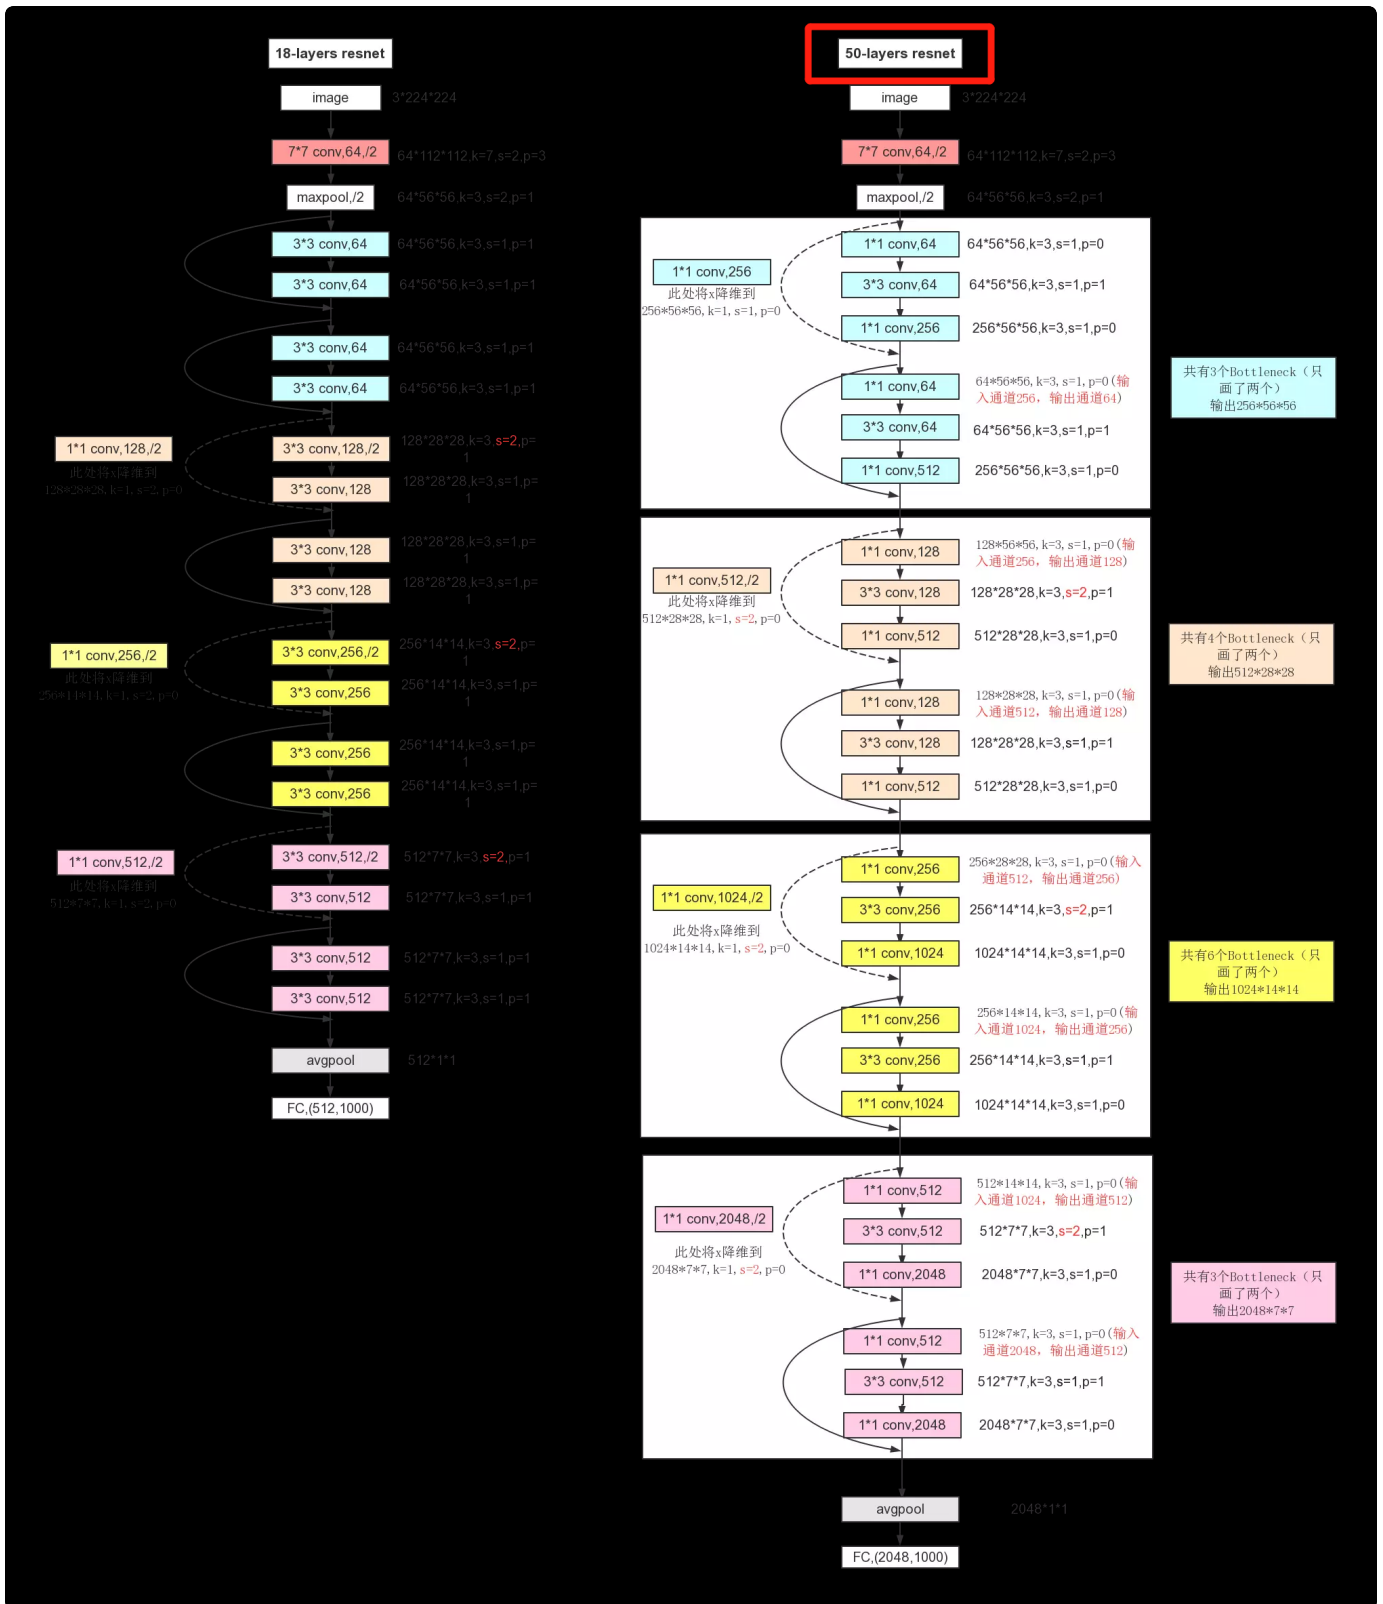 18-layers resnet
image
3*224*224
7*7 conv,64,/2
64*112*112,k=7,s=2,p=3
maxpool,/2
64*56*56,k=3,s=2,p=1
3*3 conv,64
64*56*56,k=3,s=1,p=1
3*3 conv,64
64*56*56,k=3,s=1,p=1
3*3 conv,64
64*56*56,k=3,s=1,p=1
3*3 conv,64
64*56*56,k=3,s=1,p=1
1*1 conv,128,/2
此处将x降维到
128*28*28,k=1,s=2,p=0
3*3 conv,128,/2
128*28*28,k=3,s=2,p=
1
3*3 conv,128
128*28*28,k=3,s=1,p=
1
3*3 conv,128
128*28*28,k=3,s=1,p=
1
3*3 conv,128
128*28*28,k=3,s=1,p=
1
1*1 conv,256,/2
此处将x降维到
256*14*14,k=1,s=2,p=0
3*3 conv,256,/2
256*14*14,k=3,s=2,p=
1
3*3 conv,256
256*14*14,k=3,s=1,p=
1
3*3 conv,256
256*14*14,k=3,s=1,p=
1
3*3 conv,256
256*14*14,k=3,s=1,p=
1
1*1 conv,512,/2
此处将x降维到
512*7*7,k=1,s=2,p=0
3*3 conv,512,/2
512*7*7,k=3,s=2,p=1
3*3 conv,512
512*7*7,k=3,s=1,p=1
3*3 conv,512
512*7*7,k=3,s=1,p=1
3*3 conv,512
512*7*7,k=3,s=1,p=1
avgpool
512*1*1
FC,(512,1000)
50-layers resnet
image
3*224*224
7*7 conv,64,/2
64*112*112,k=7,s=2,p=3
maxpool,/2
64*56*56,k=3,s=2,p=1
1*1 conv,256
此处将x降维到
256*56*56,k=1,s=1,p=0
1*1 conv,64
64*56*56,k=3,s=1,p=0
3*3 conv,64
64*56*56,k=3,s=1,p=1
1*1 conv,256
256*56*56,k=3,s=1,p=0
1*1 conv,64
64*56*56,k=3,s=1,p=0(输
入通道256，输出通道64)
3*3 conv,64
64*56*56,k=3,s=1,p=1
1*1 conv,512
256*56*56,k=3,s=1,p=0
共有3个Bottleneck（只
画了两个）
输出256*56*56
1*1 conv,512,/2
此处将x降维到
512*28*28,k=1,s=2,p=0
1*1 conv,128
128*56*56,k=3,s=1,p=0(输
入通道256，输出通道128)
3*3 conv,128
128*28*28,k=3,s=2,p=1
1*1 conv,512
512*28*28,k=3,s=1,p=0
1*1 conv,128
128*28*28,k=3,s=1,p=0(输
入通道512，输出通道128)
3*3 conv,128
128*28*28,k=3,s=1,p=1
1*1 conv,512
512*28*28,k=3,s=1,p=0
共有4个Bottleneck（只
画了两个）
输出512*28*28
1*1 conv,1024,/2
此处将x降维到
1024*14*14,k=1,s=2,p=0
1*1 conv,256
256*28*28,k=3,s=1,p=0(输入
通道512，输出通道256)
3*3 conv,256
256*14*14,k=3,s=2,p=1
1*1 conv,1024
1024*14*14,k=3,s=1,p=0
1*1 conv,256
256*14*14,k=3,s=1,p=0(输
入通道1024，输出通道256)
3*3 conv,256
256*14*14,k=3,s=1,p=1
1*1 conv,1024
1024*14*14,k=3,s=1,p=0
共有6个Bottleneck（只
画了两个）
输出1024*14*14
1*1 conv,2048,/2
此处将x降维到
2048*7*7,k=1,s=2,p=0
1*1 conv,512
512*14*14,k=3,s=1,p=0(输
入通道1024，输出通道512)
3*3 conv,512
512*7*7,k=3,s=2,p=1
1*1 conv,2048
2048*7*7,k=3,s=1,p=0
1*1 conv,512
512*7*7,k=3,s=1,p=0(输入
通道2048，输出通道512)
3*3 conv,512
512*7*7,k=3,s=1,p=1
1*1 conv,2048
2048*7*7,k=3,s=1,p=0
共有3个Bottleneck（只
画了两个）
输出2048*7*7
avgpool
2048*1*1
FC,(2048,1000)